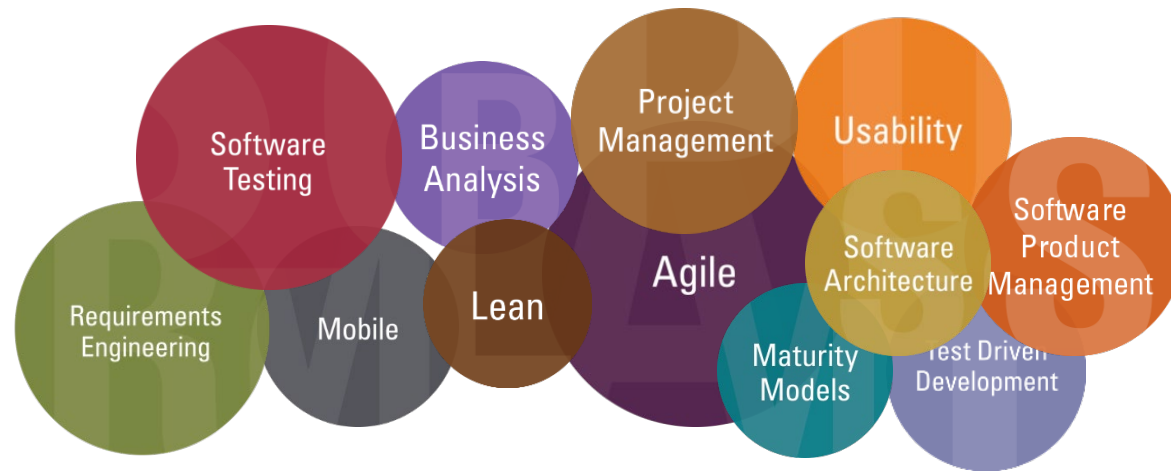 Software
Testing
Business
Analysis
Project
Management
Usability
Requirements
Engineering
Mobile
Lean
Agile
Software
Architecture
Software
Product
Management
Maturity
Models
Test Driven
Development